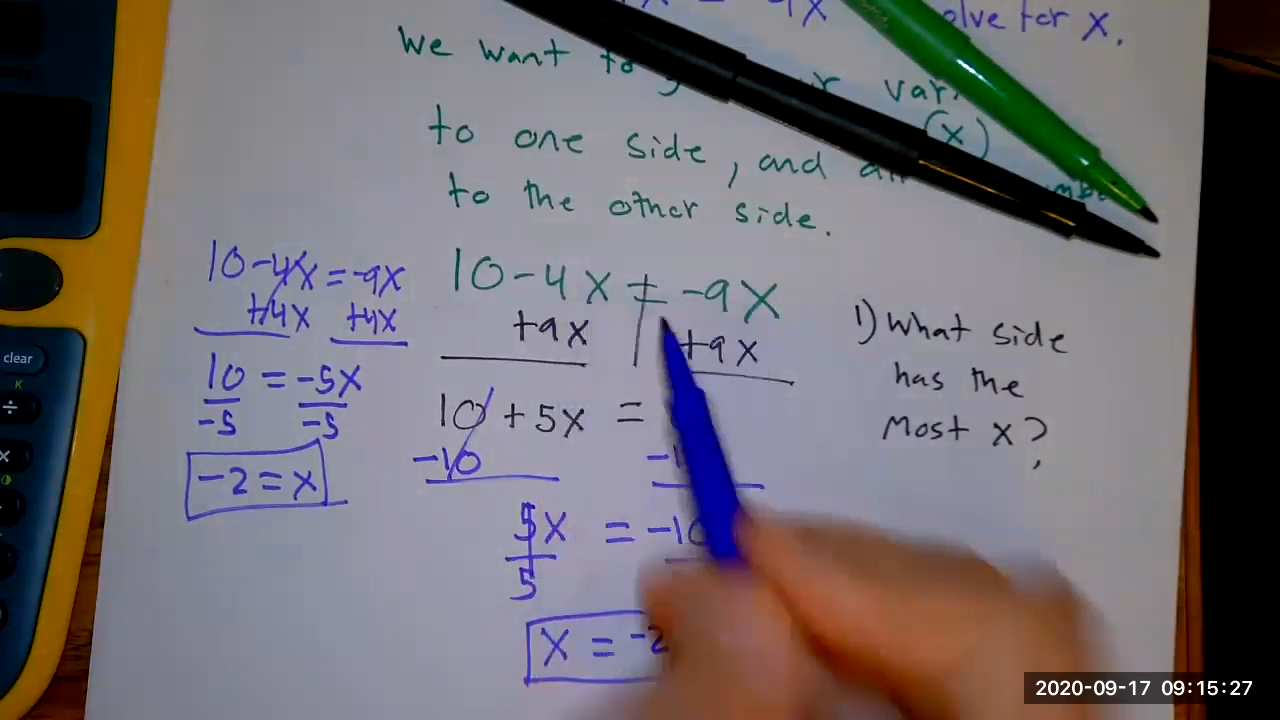 olve for X.
We want to
to one side, and
(x)
to the other side.
10-4X=-9X
+4X +4X
10 = -5X
-5 -5
-2=X
10-4X=-9X
+9X +9X
10+5X =
-10
5X = -10
5
X = -2
1) What side
has the
Most x?
clear
K
÷
x
2020-09-17 09:15:27